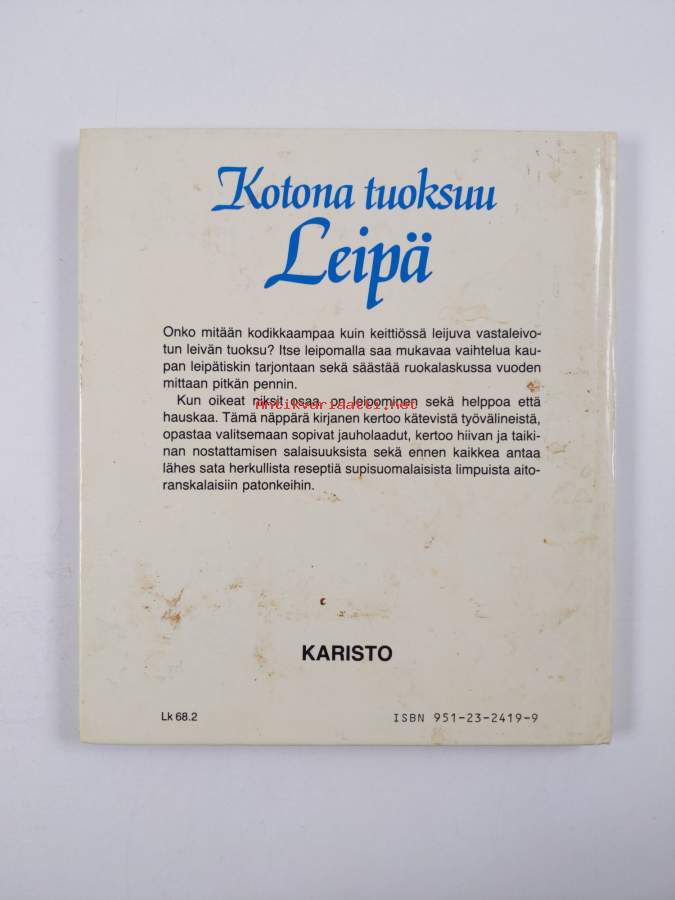 Kotona tuoksuu
Leipä
Onko mitään kodikkaampaa kuin keittiössä leijuva vastaleivo-
tun leivän tuoksu? Itse leipomalla saa mukavaa vaihtelua kau-
pan leipätiskin tarjontaan sekä säästää ruokalaskussa vuoden
mittaan pitkän pennin.
Kun oikeat niksit osaa, on leipominen sekä helppoa että
Antikvariaatti.net
hauskaa. Tämä näppärä kirjanen kertoo kätevistä työvälineistä,
opastaa valitsemaan sopivat jauholaadut, kertoo hiivan ja taiki-
nan nostattamisen salaisuuksista sekä ennen kaikkea antaa
lähes sata herkullista reseptiä supisuomalaisista limpuista aito-
ranskalaisiin patonkeihin.
KARISTO
Lk 68.2
ISBN 951-23-2419-9